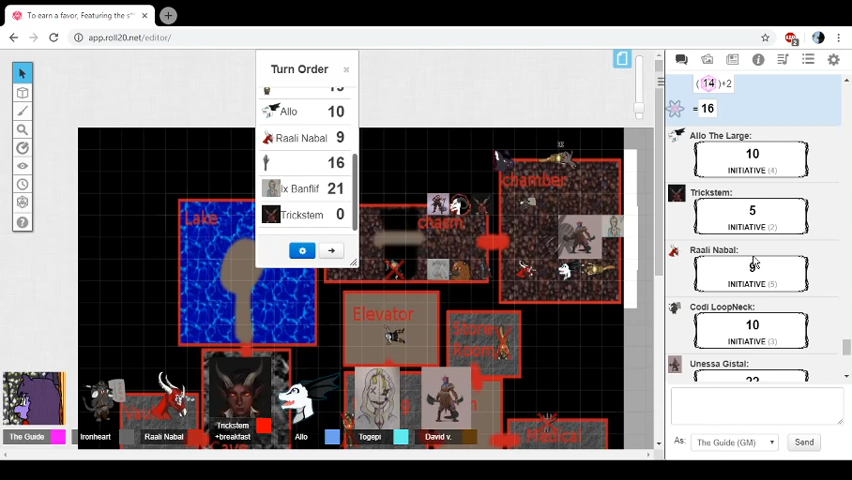 To earn a favor, Featuring the st
app.roll20.net/editor/
2
Turn Order
Allo 10
Raali Nabal 9
16
Ix Banflif 21
Trickstem 0
Lake
chasm
chamber
Elevator
Medical
(14)+2
= 16
Allo The Large:
10
INITIATIVE (4)
Trickstem:
5
INITIATIVE (2)
Raali Nabal:
9
INITIATIVE (5)
Codi LoopNeck:
10
INITIATIVE (3)
Unessa Gistal:
As: The Guide (GM) Send
The Guide
Ironheart
Raali Nabal
Trickstem
+breakfast
Allo
Togepi
David v.